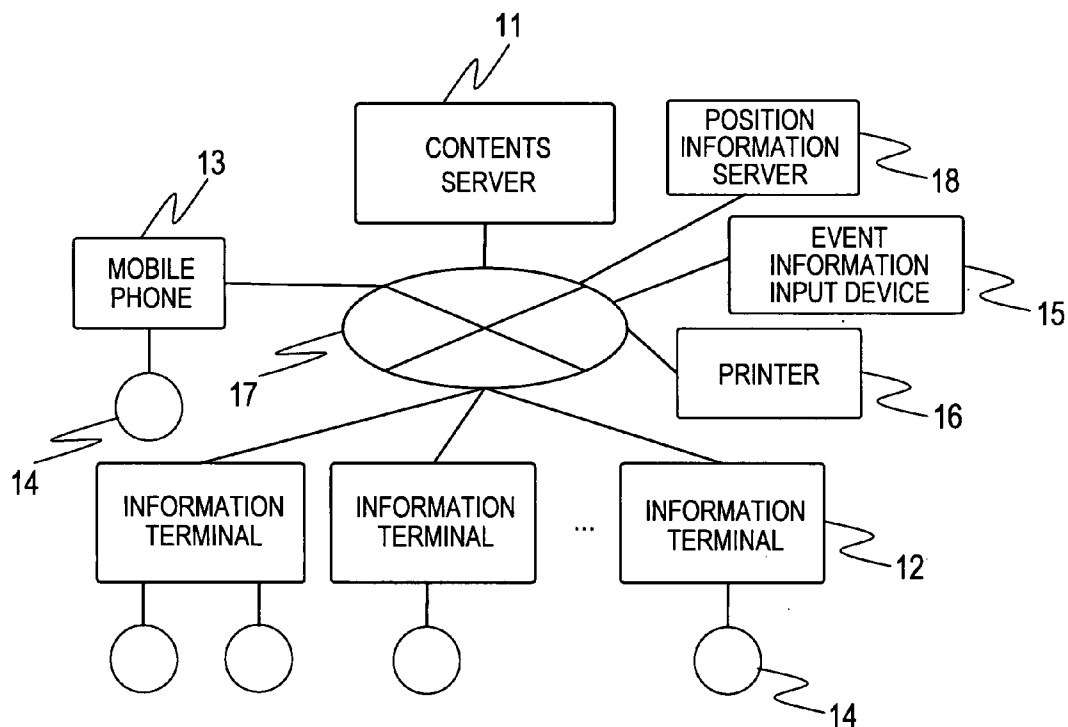 11
CONTENTS
SERVER
POSITION
INFORMATION
SERVER
18
13
MOBILE
PHONE
EVENT
INFORMATION
INPUT DEVICE
15
17
PRINTER
16
14
INFORMATION
TERMINAL
INFORMATION
TERMINAL
...
INFORMATION
TERMINAL
12
14